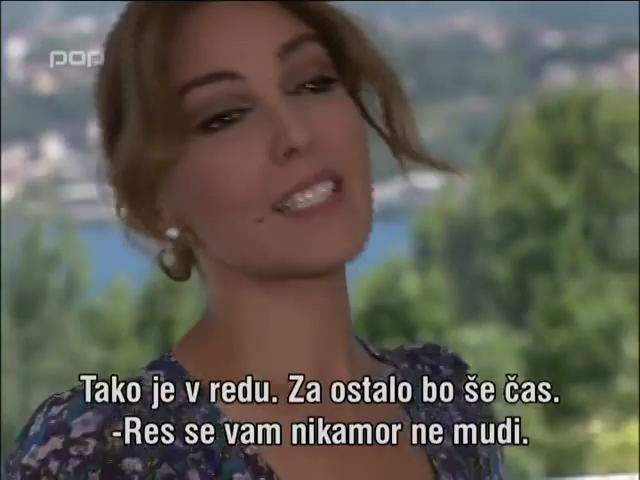 pop
Tako je v redu. Za ostalo bo še čas.
-Res se vam nikamor ne mudi.